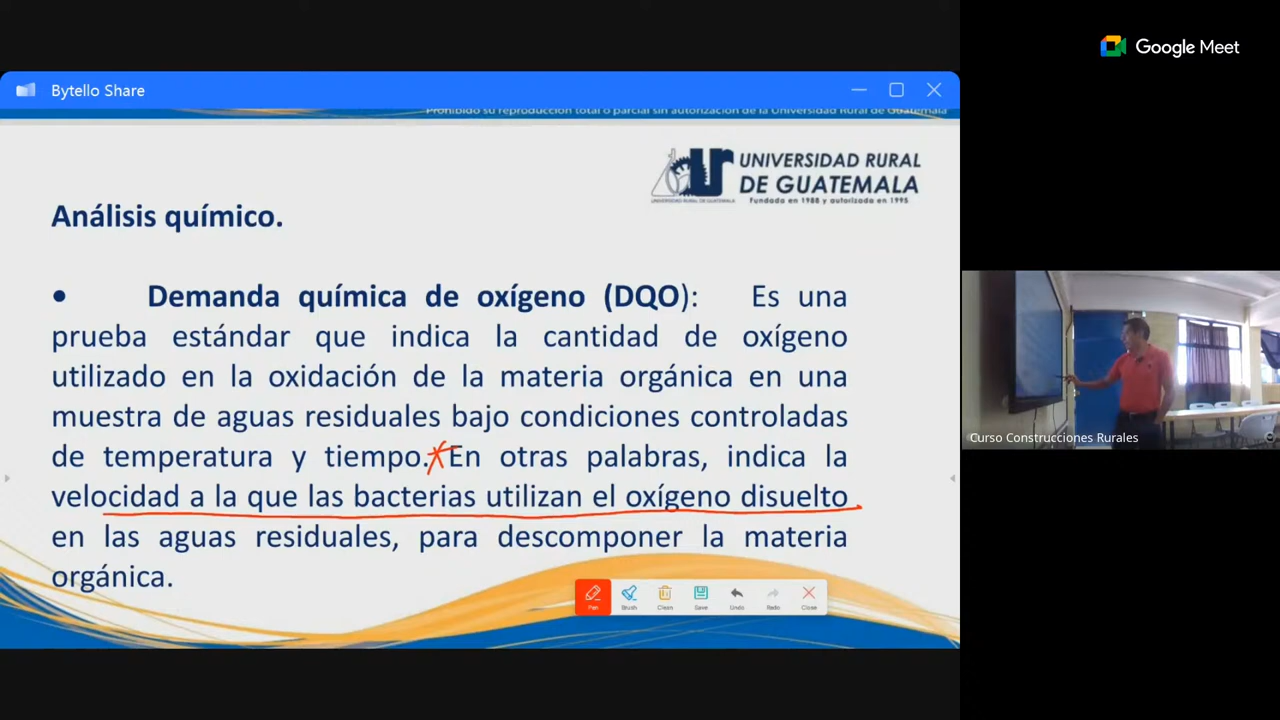 Google Meet
Bytello Share
Prohibido su reproducción total o parcial sin autorización de la Universidad Rural de Guatemala
UNIVERSIDAD RURAL
DE GUATEMALA
UNIVERSIDAD RURAL DE GUATEMALA
Fundada en 1988 y autorizada en 1995
Análisis químico.
• Demanda química de oxígeno (DQO): Es una
prueba estándar que indica la cantidad de oxígeno
utilizado en la oxidación de la materia orgánica en una
muestra de aguas residuales bajo condiciones controladas
de temperatura y tiempo. En otras palabras, indica la
velocidad a la que las bacterias utilizan el oxígeno disuelto
en las aguas residuales, para descomponer la materia
orgánica.
Pen Brush Clean Save Undo Redo Close
Curso Construcciones Rurales